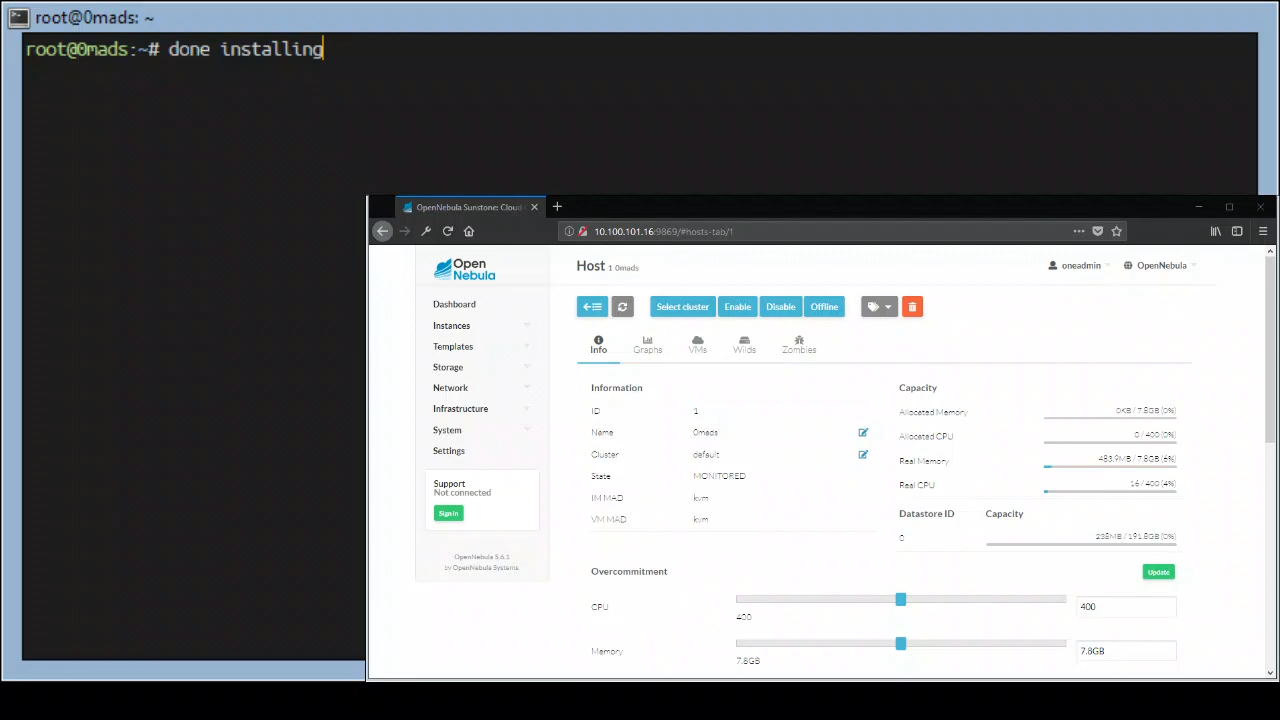 root@0mads: ~
root@0mads:~# done installing
OpenNebula Sunstone: Cloud
10.100.101.16:9869/#hosts-tab/1
Open
Nebula
Host 1 0mads
oneadmin
OpenNebula
Dashboard
Instances
Templates
Storage
Network
Infrastructure
System
Settings
Support
Not connected
Sign in
OpenNebula 5.6.1
by OpenNebula Systems.
Select cluster
Enable
Disable
Offline
Info
Graphs
VMs
Wilds
Zombies
Information
ID 1
Name 0mads
Cluster default
State MONITORED
IM MAD kvm
VM MAD kvm
Capacity
Allocated Memory 0KB / 7.8GB (0%)
Allocated CPU 0 / 400 (0%)
Real Memory 483.9MB / 7.8GB (6%)
Real CPU 16 / 400 (4%)
Datastore ID Capacity
0 238MB / 191.8GB (0%)
Overcommitment
Update
CPU
400
400
Memory
7.8GB
7.8GB